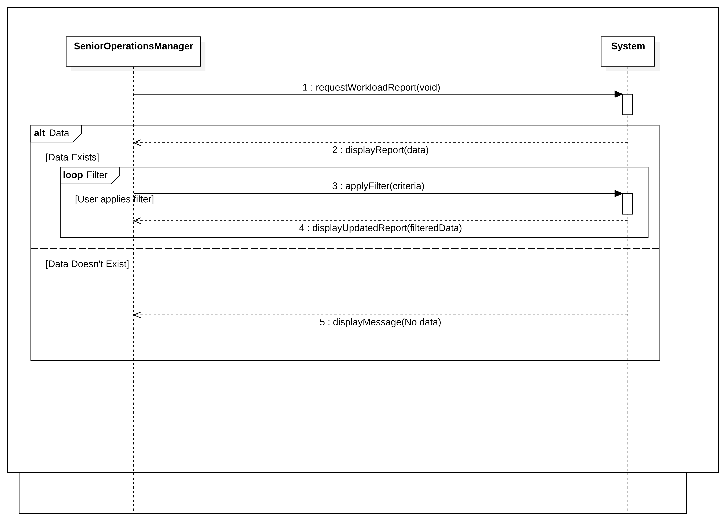 SeniorOperationsManager
System
1 : requestWorkloadReport(void)
alt Data
2 : displayReport(data)
[Data Exists]
loop Filter
3 : applyFilter(criteria)
[User applies filter]
4 : displayUpdatedReport(filteredData)
[Data Doesn't Exist]
5 : displayMessage(No data)